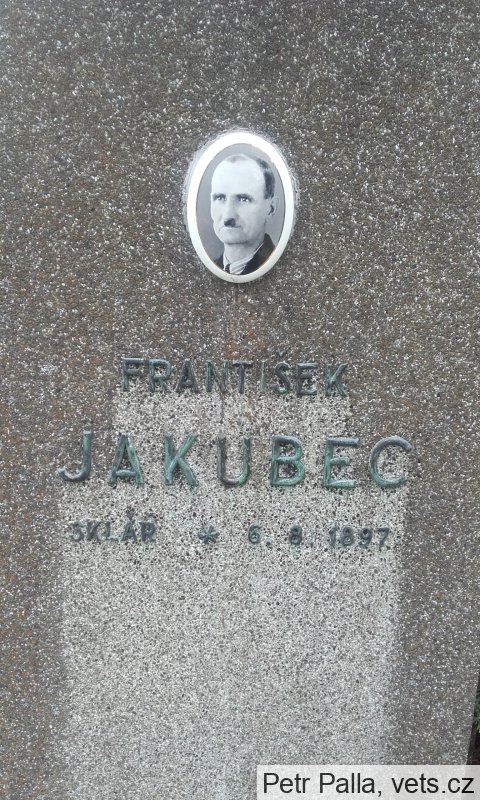 FRANTIŠEK
JAKUBEC
SKLÁŘ * 6. 8. 1897
Petr Palla, vets.cz